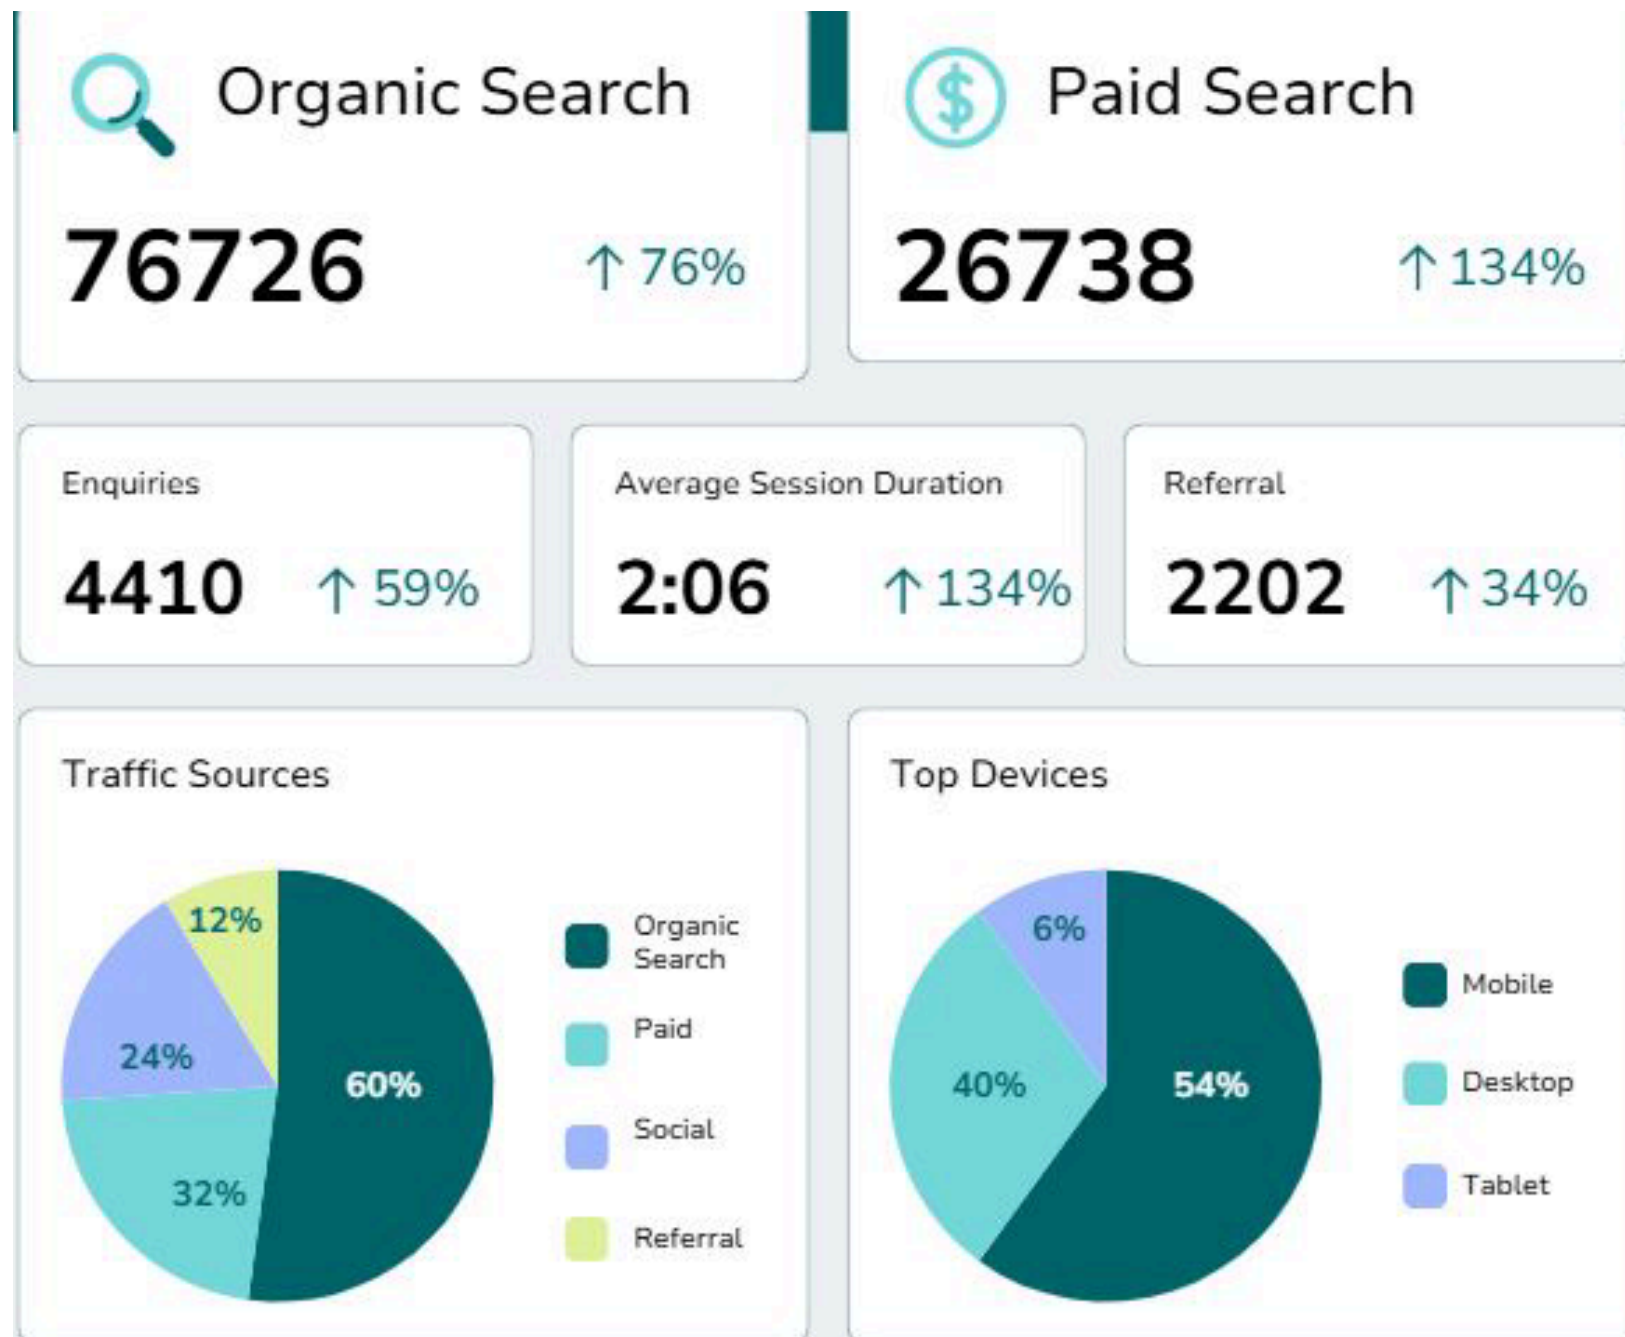 Organic Search
76726 ↑ 76%
Paid Search
26738 ↑ 134%
Enquiries
4410 ↑ 59%
Average Session Duration
2:06 ↑ 134%
Referral
2202 ↑ 34%
Traffic Sources
12%
24%
60%
32%
Organic
Search
Paid
Social
Referral
Top Devices
6%
40%
54%
Mobile
Desktop
Tablet